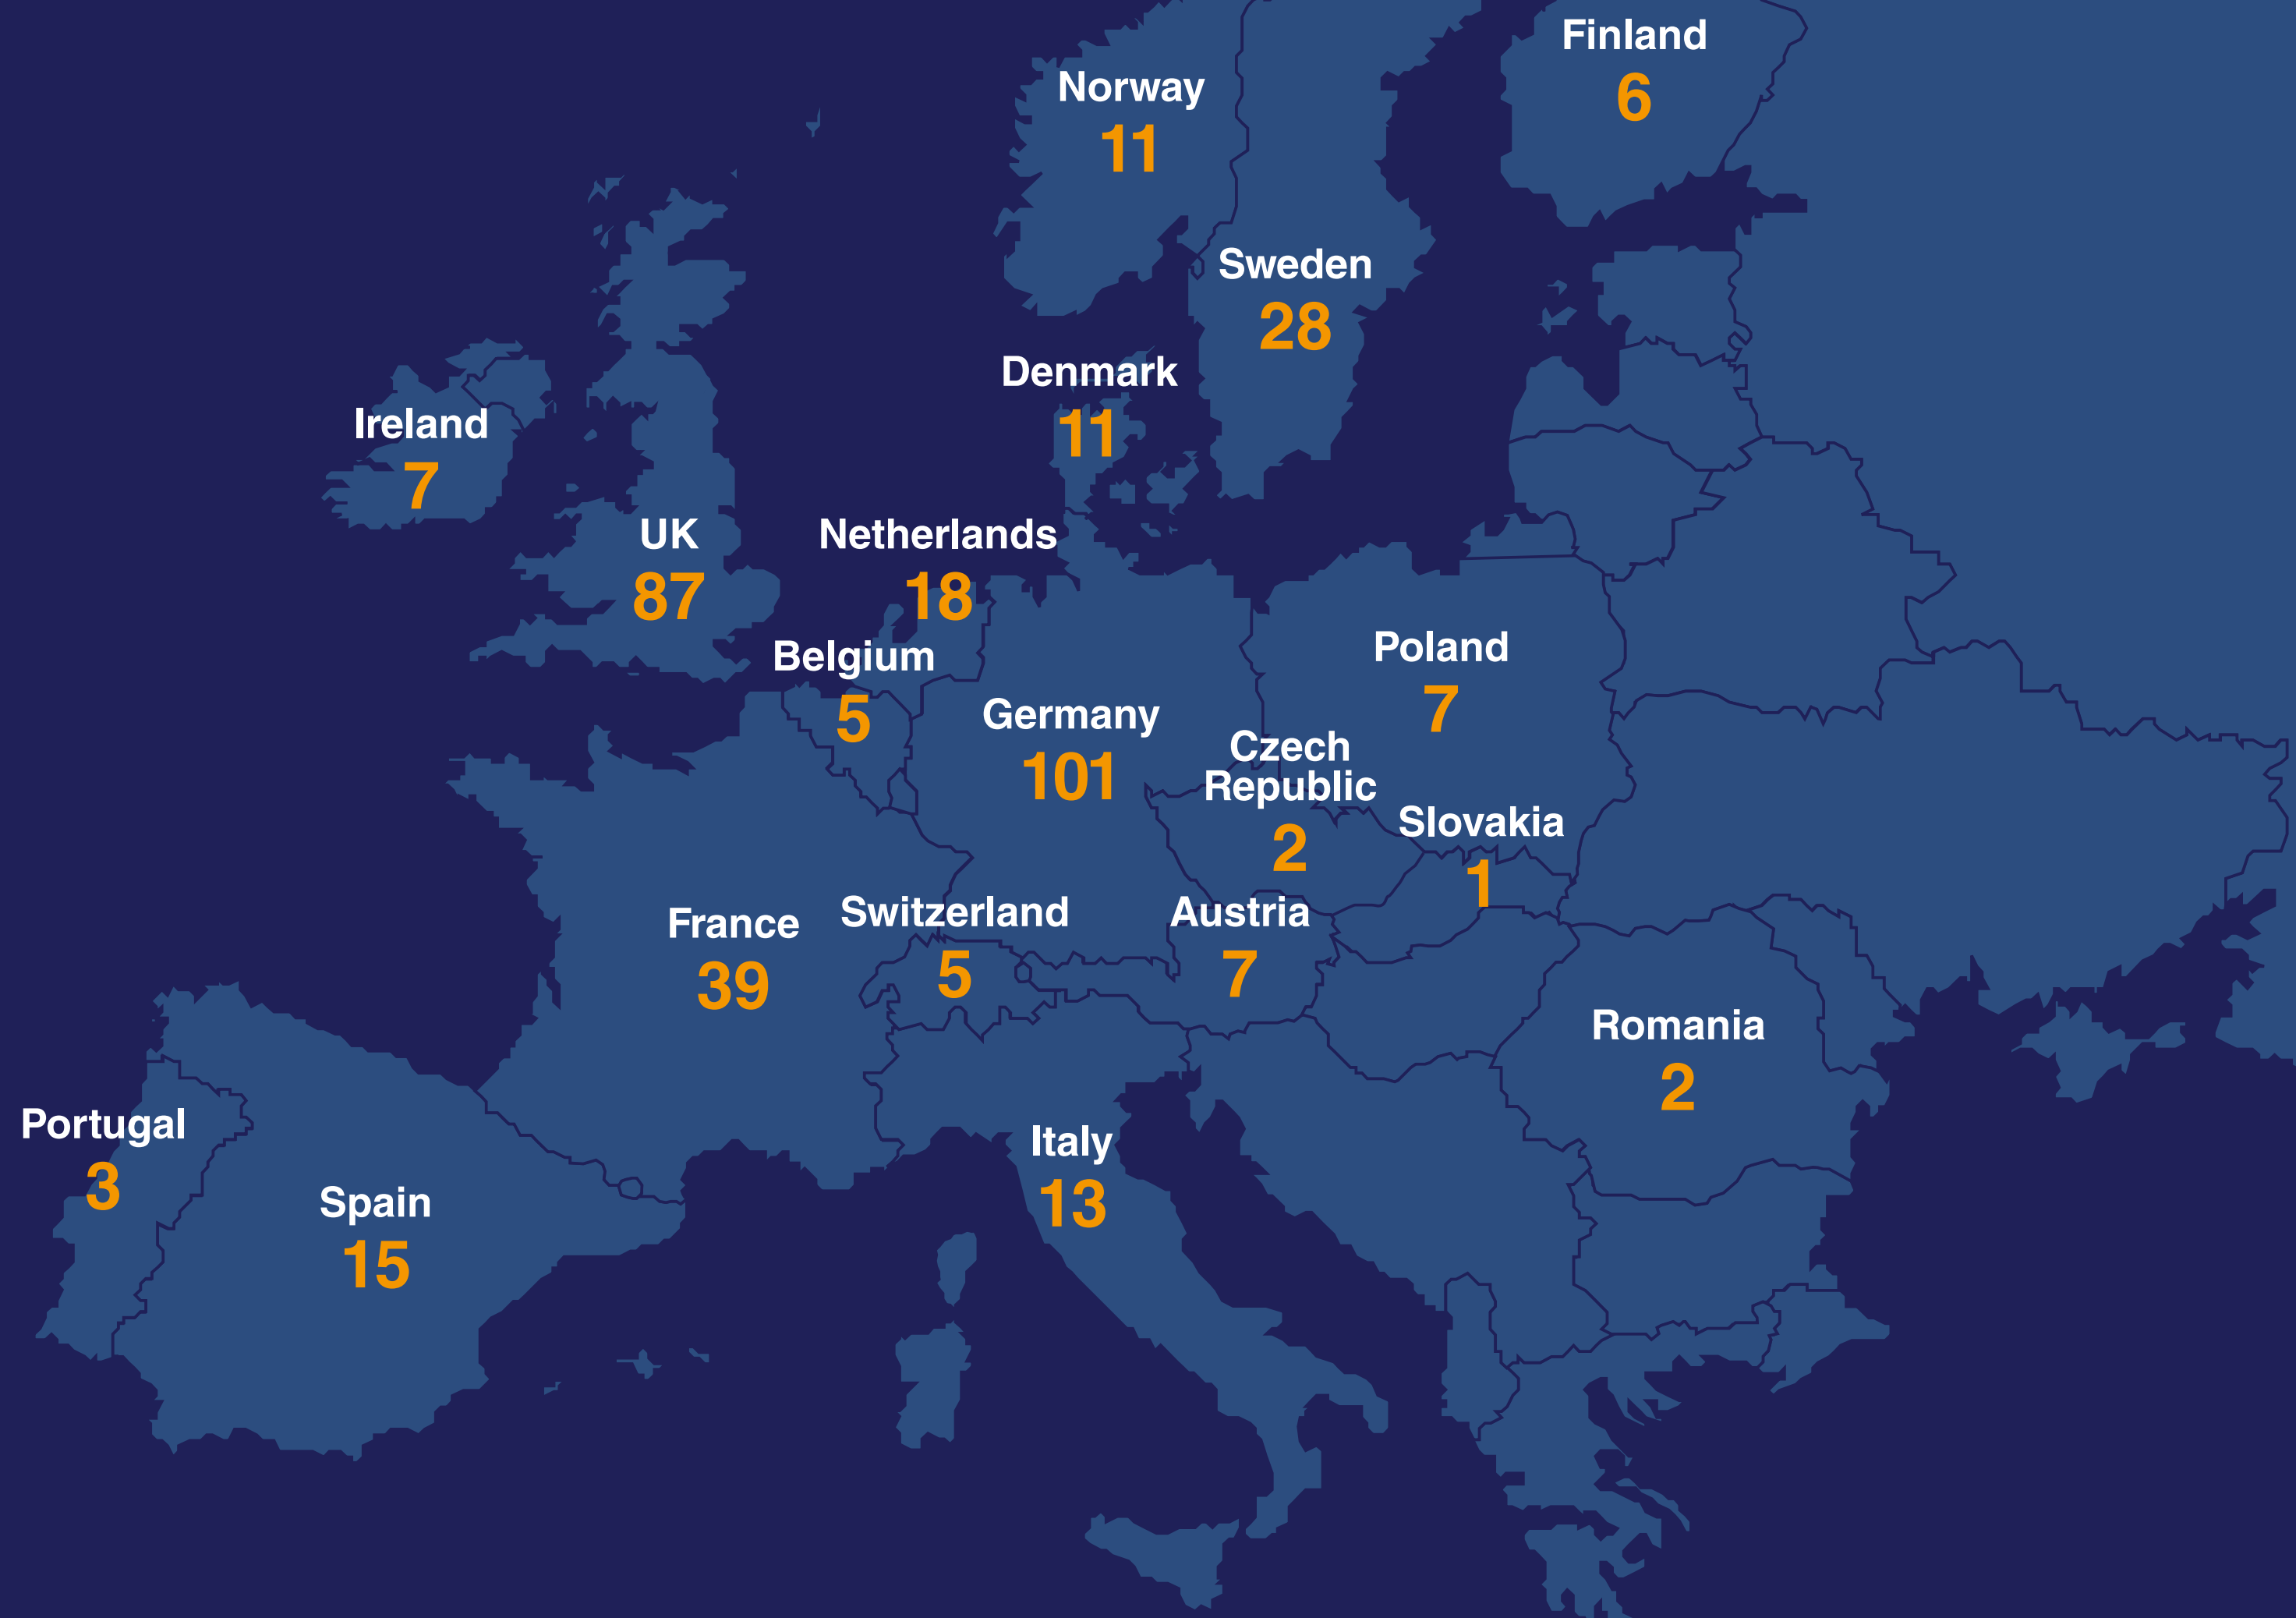 Finland
6
Norway
11
Sweden
28
Denmark
11
Ireland
7
UK
87
Netherlands
18
Belgium
5
Poland
7
Germany
101
Czech
Republic
2
Slovakia
1
France
39
Switzerland
5
Austria
7
Romania
2
Portugal
3
Italy
13
Spain
15